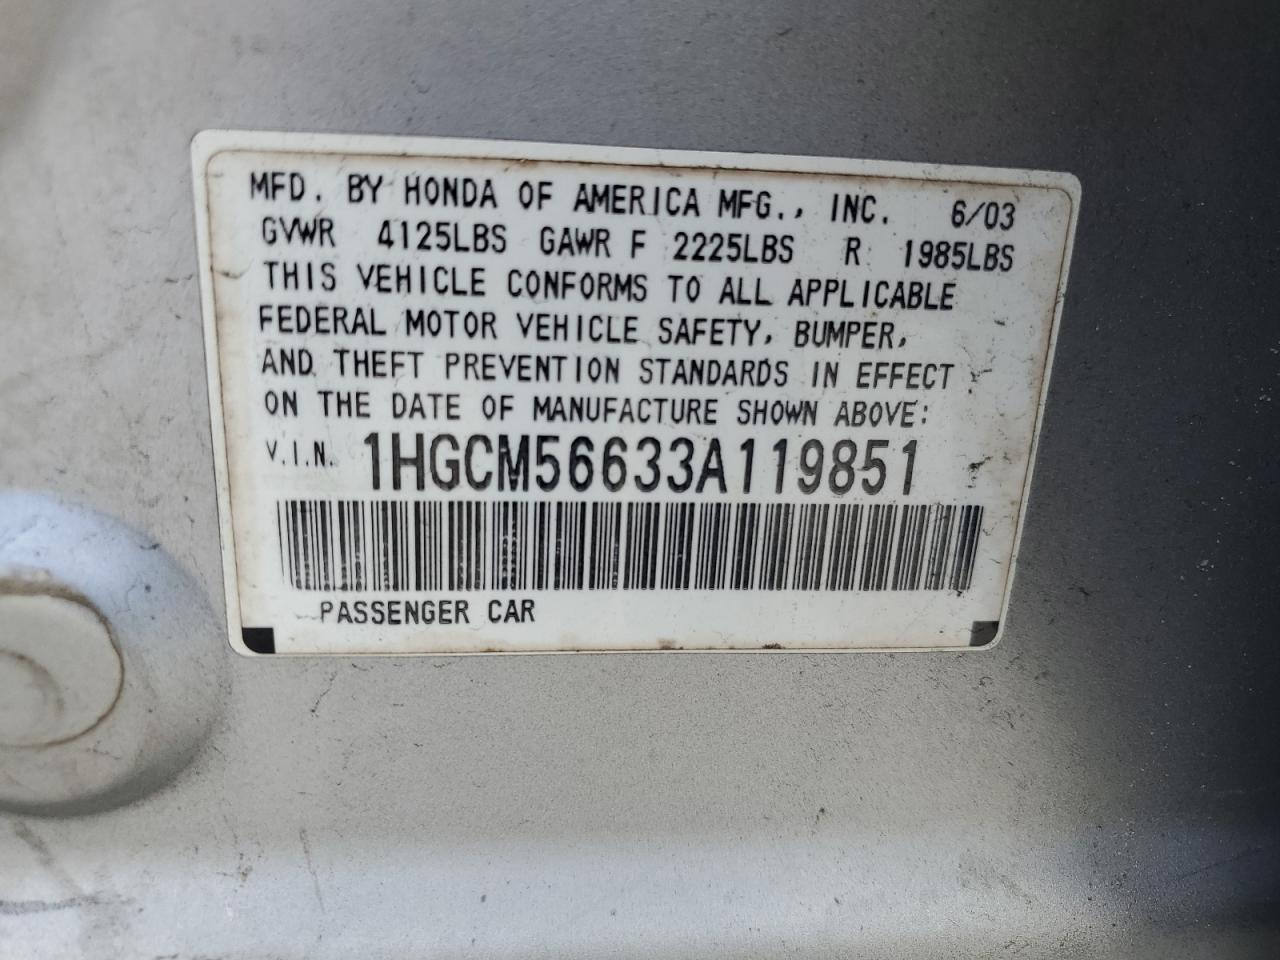 MFD. BY HONDA OF AMERICA MFG., INC. 6/03
GVWR 4125LBS GAWR F 2225LBS R 1985LBS
THIS VEHICLE CONFORMS TO ALL APPLICABLE
FEDERAL MOTOR VEHICLE SAFETY, BUMPER,
AND THEFT PREVENTION STANDARDS IN EFFECT
ON THE DATE OF MANUFACTURE SHOWN ABOVE:
V.I.N. 1HGCM56633A119851
PASSENGER CAR